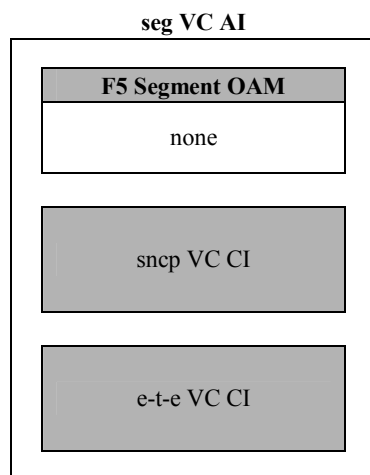 seg VC AI
F5 Segment OAM
none
sncp VC CI
e-t-e VC CI